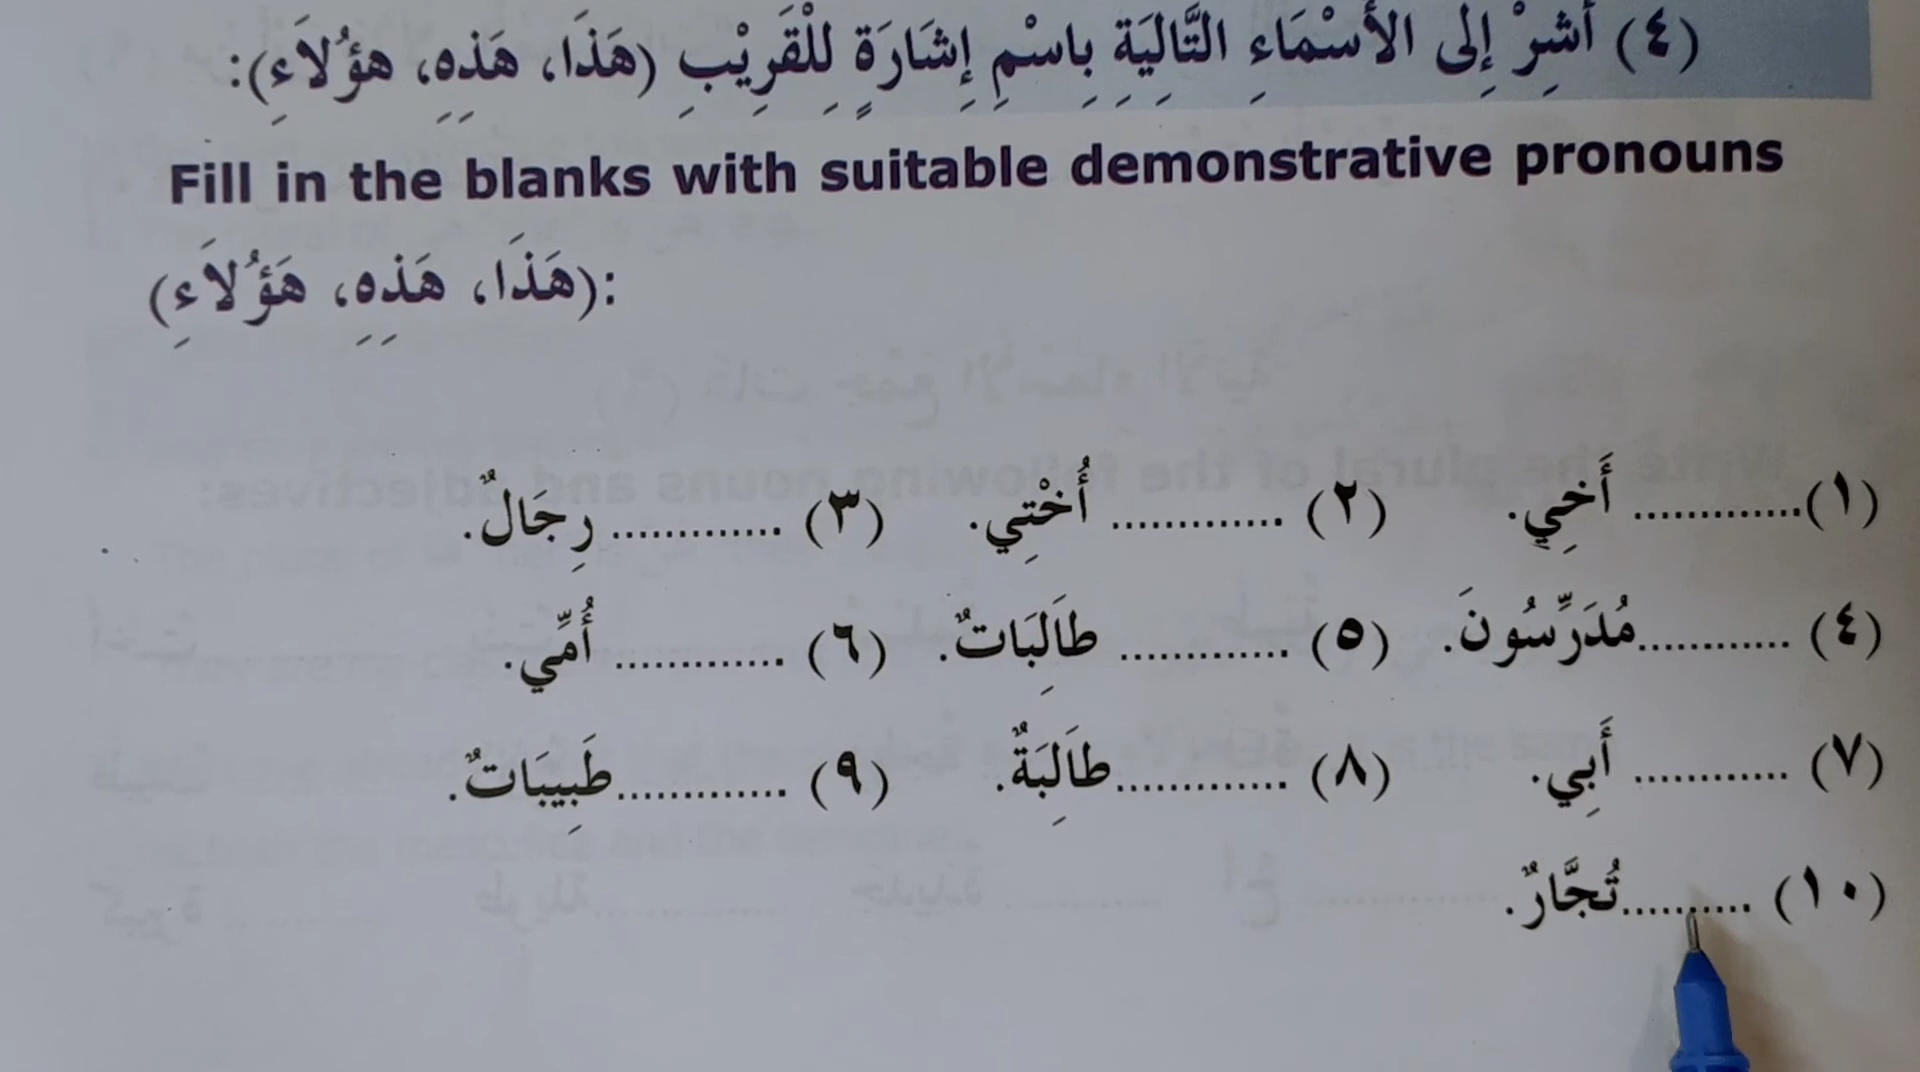 (٤) أَشِرْ إِلَى الأَسْمَاءِ التَّالِيَةِ بِاسْمِ إِشَارَةٍ لِلْقَرِيْبِ (هَذَا، هَذِهِ، هؤُلاَءِ):
Fill in the blanks with suitable demonstrative pronouns
(هَذَا، هَذِهِ، هَؤُلاَءِ):
(١)............. أَخِي. (٢) ............. أُخْتِي. (٣) ............. رِجَالٌ.
(٤) ............مُدَرِّسُونَ. (٥) ............. طَالِبَاتٌ. (٦) ............. أُمِّي.
(٧) ............ أَبِي. (٨) .............طَالِبَةٌ. (٩) .............طَبِيبَاتٌ.
(١٠) ..........تُجَّارٌ.